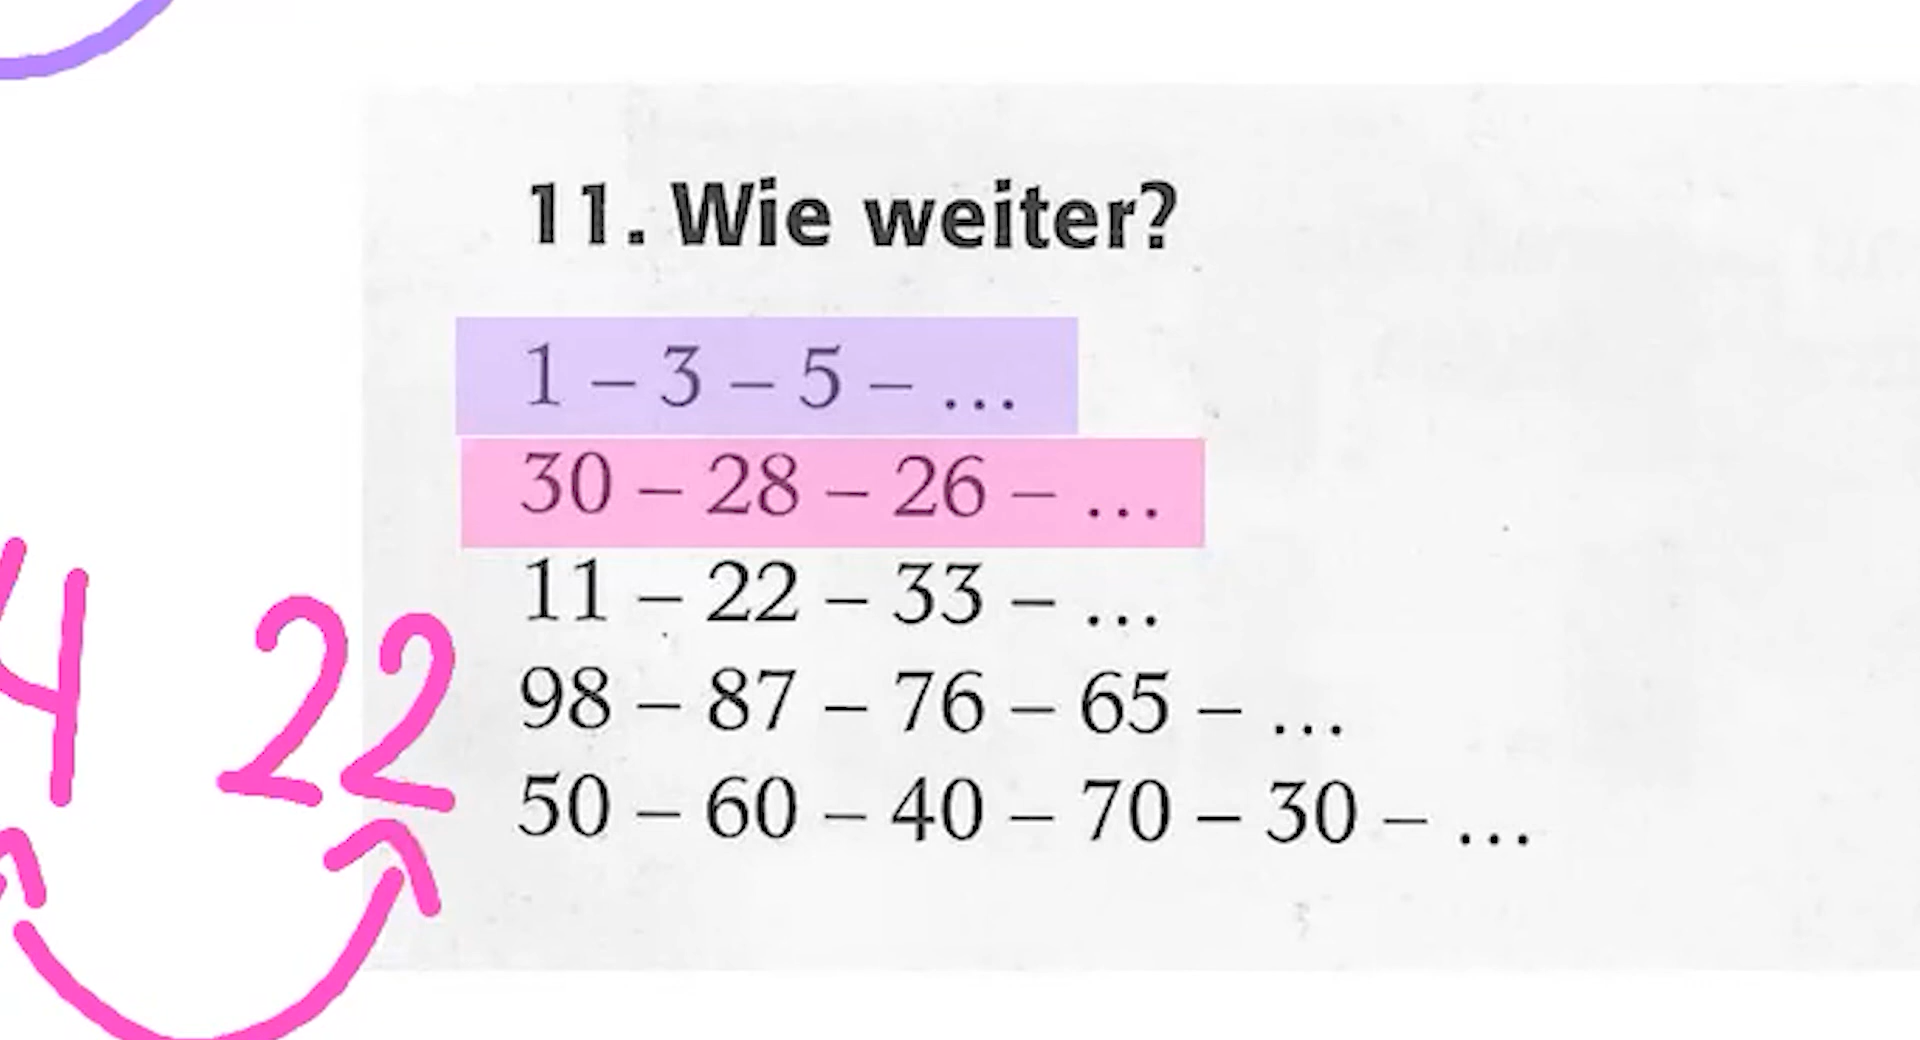 11. Wie weiter?
1 – 3 – 5 – ...
30 – 28 – 26 – ...
11 – 22 – 33 – ...
98 – 87 – 76 – 65 – ...
4 22
50 – 60 – 40 – 70 – 30 – ...